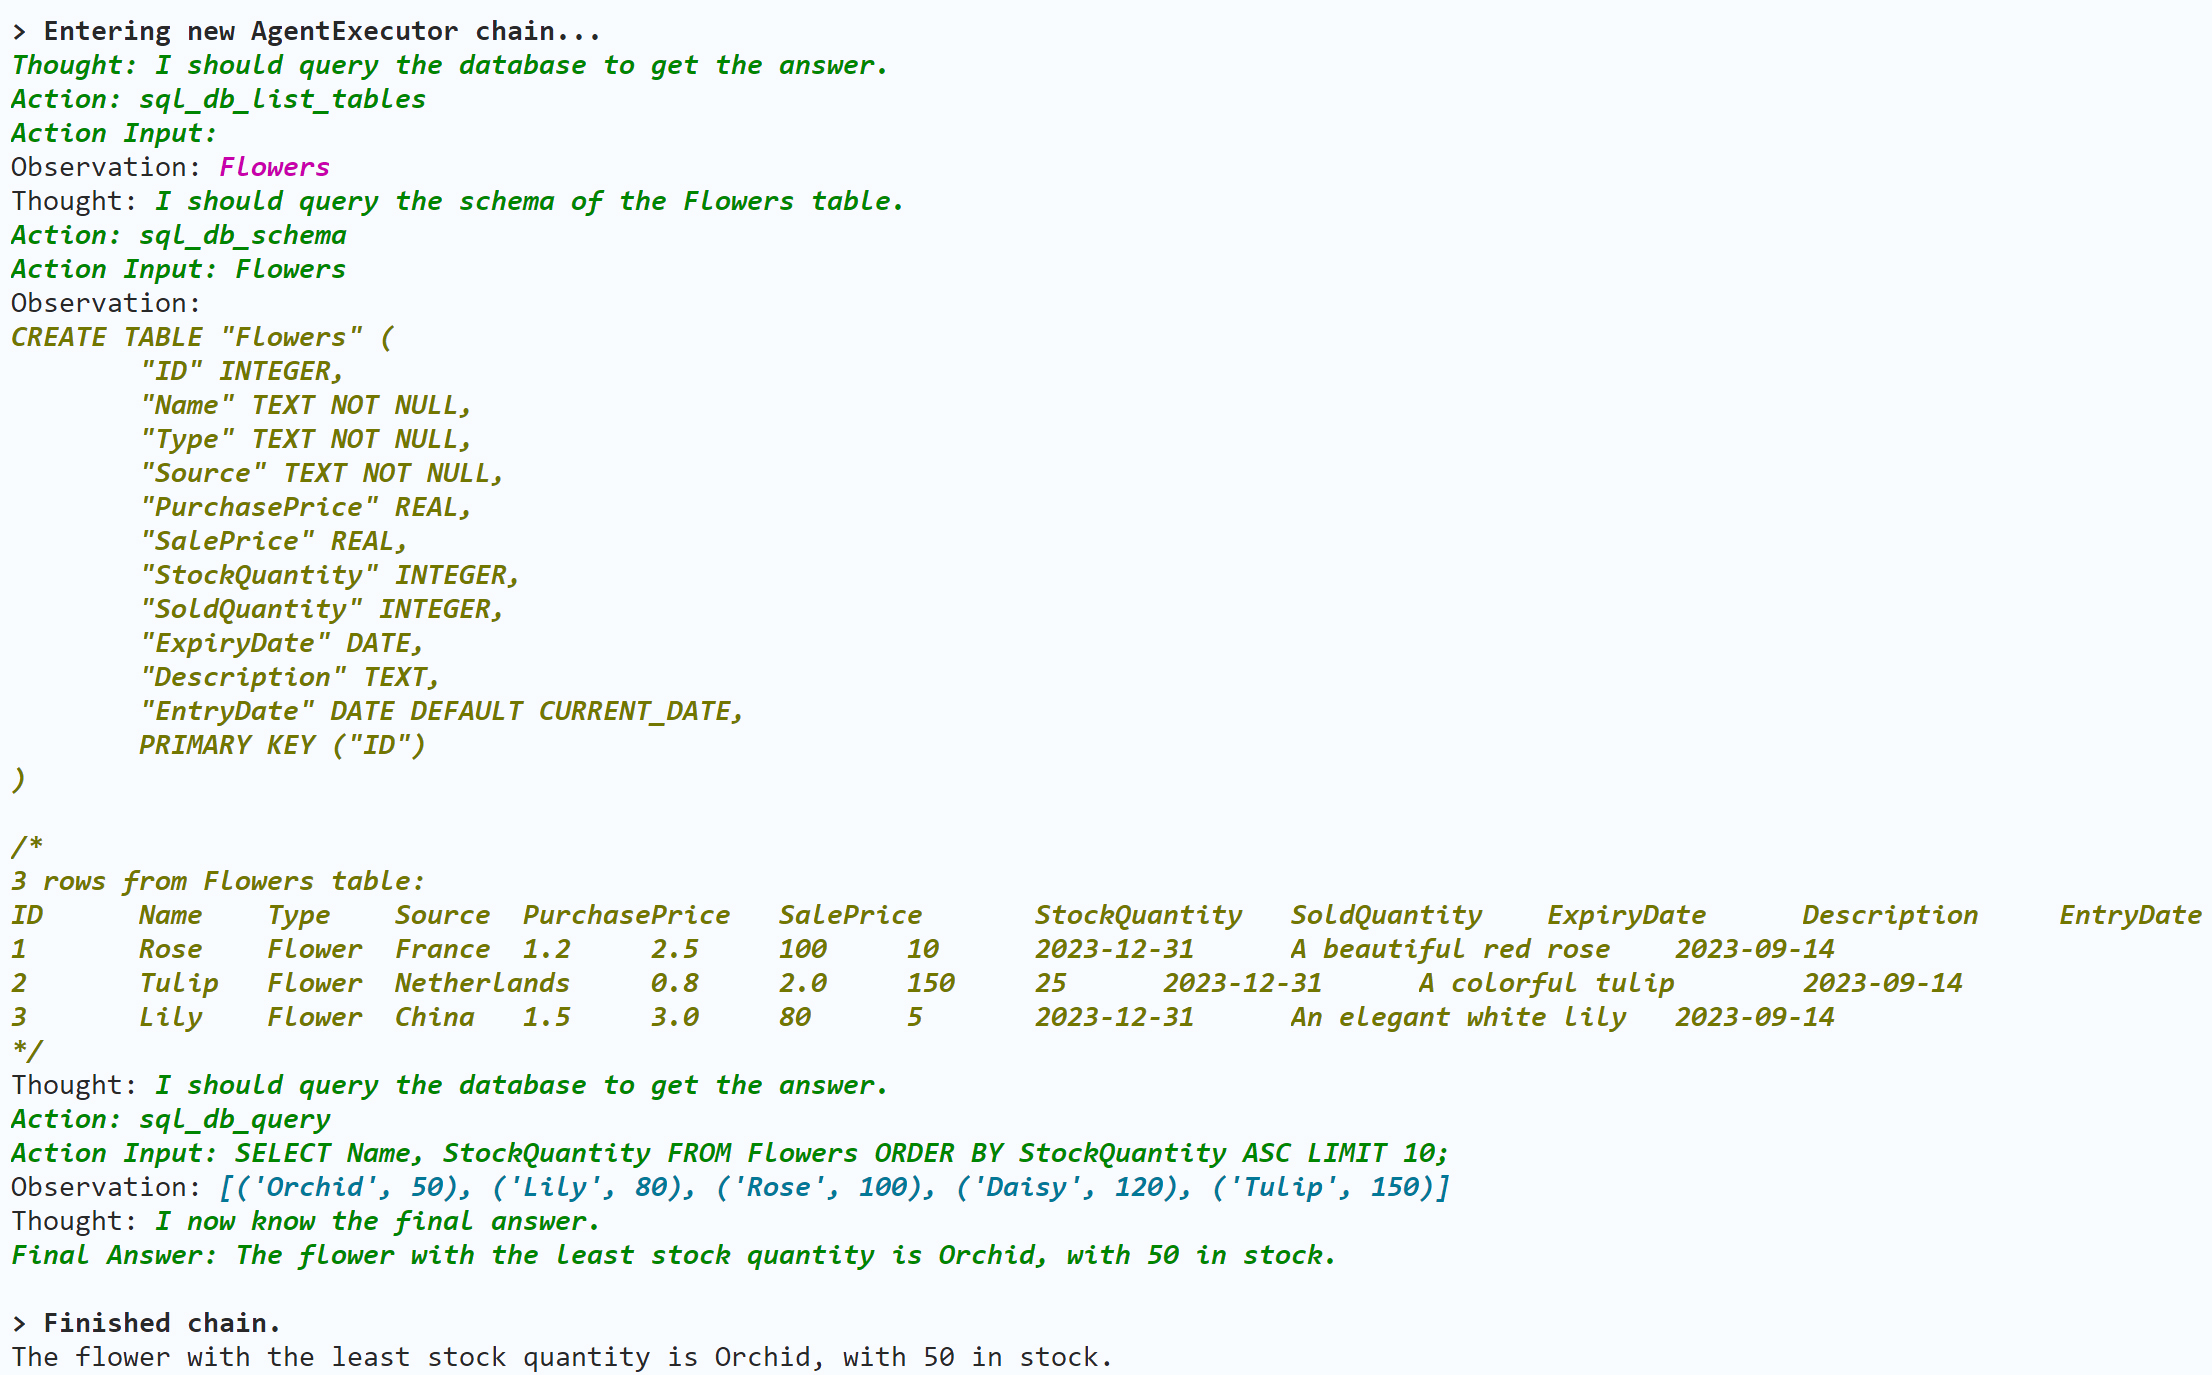 > Entering new AgentExecutor chain...
Thought: I should query the database to get the answer.
Action: sql_db_list_tables
Action Input:
Observation: Flowers
Thought: I should query the schema of the Flowers table.
Action: sql_db_schema
Action Input: Flowers
Observation:
CREATE TABLE "Flowers" (
        "ID" INTEGER,
        "Name" TEXT NOT NULL,
        "Type" TEXT NOT NULL,
        "Source" TEXT NOT NULL,
        "PurchasePrice" REAL,
        "SalePrice" REAL,
        "StockQuantity" INTEGER,
        "SoldQuantity" INTEGER,
        "ExpiryDate" DATE,
        "Description" TEXT,
        "EntryDate" DATE DEFAULT CURRENT_DATE,
        PRIMARY KEY ("ID")
)

/*
3 rows from Flowers table:
ID      Name    Type    Source  PurchasePrice   SalePrice       StockQuantity   SoldQuantity    ExpiryDate      Description     EntryDate
1       Rose    Flower  France  1.2     2.5     100     10      2023-12-31      A beautiful red rose    2023-09-14
2       Tulip   Flower  Netherlands     0.8     2.0     150     25      2023-12-31      A colorful tulip        2023-09-14
3       Lily    Flower  China   1.5     3.0     80      5       2023-12-31      An elegant white lily   2023-09-14
*/
Thought: I should query the database to get the answer.
Action: sql_db_query
Action Input: SELECT Name, StockQuantity FROM Flowers ORDER BY StockQuantity ASC LIMIT 10;
Observation: [('Orchid', 50), ('Lily', 80), ('Rose', 100), ('Daisy', 120), ('Tulip', 150)]
Thought: I now know the final answer.
Final Answer: The flower with the least stock quantity is Orchid, with 50 in stock.

> Finished chain.
The flower with the least stock quantity is Orchid, with 50 in stock.